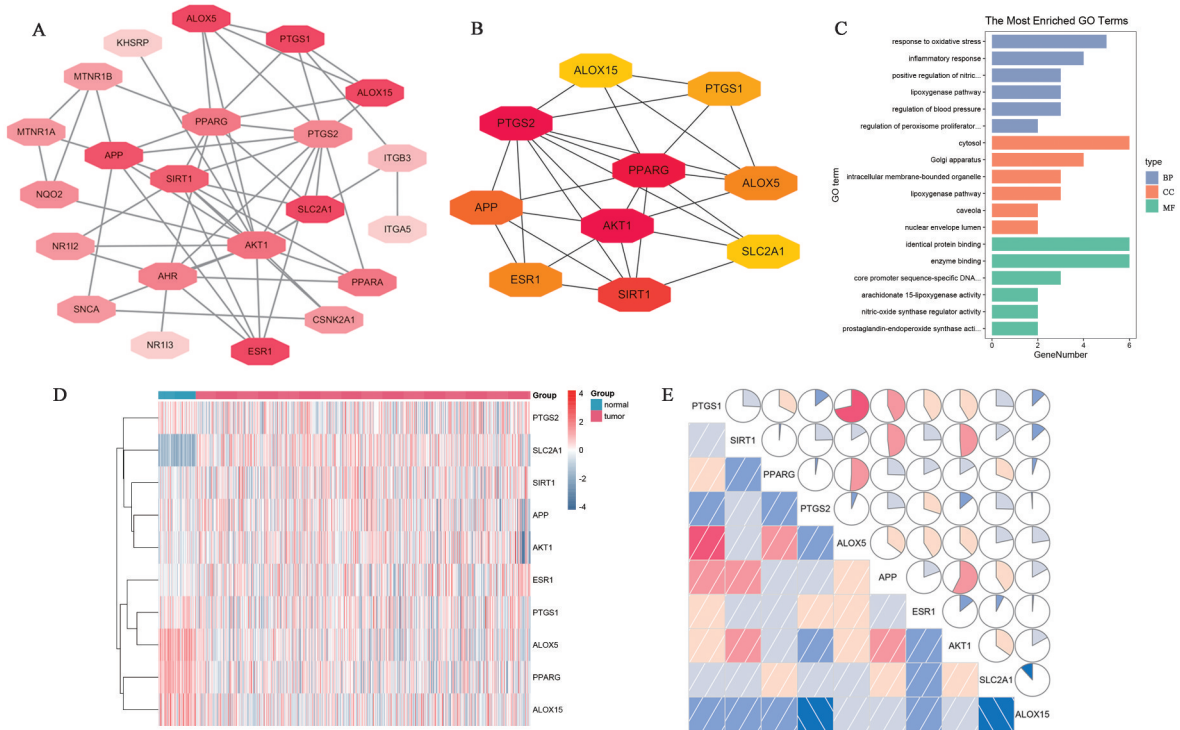 A
ALOX5
PTGS1
KHSRP
MTNR1B
ALOX15
PPARG
PTGS2
MTNR1A
APP
ITGB3
SIRT1
NQO2
SLC2A1
ITGA5
NR1I2
AKT1
AHR
PPARA
SNCA
CSNK2A1
NR1I3
ESR1
B
ALOX15
PTGS1
PTGS2
PPARG
ALOX5
APP
AKT1
SLC2A1
ESR1
SIRT1
C
The Most Enriched GO Terms
GO term
response to oxidative stress
inflammatory response
positive regulation of nitric...
lipoxygenase pathway
regulation of blood pressure
regulation of peroxisome proliferator...
cytosol
Golgi apparatus
intracellular membrane-bounded organelle
lipoxygenase pathway
caveola
nuclear envelope lumen
identical protein binding
enzyme binding
core promoter sequence-specific DNA...
arachidonate 15-lipoxygenase activity
nitric-oxide synthase regulator activity
prostaglandin-endoperoxide synthase acti...
0 2 4 6
GeneNumber
type
BP
CC
MF
D
Group
PTGS2
SLC2A1
SIRT1
APP
AKT1
ESR1
PTGS1
ALOX5
PPARG
ALOX15
4
2
0
-2
-4
Group
normal
tumor
E
PTGS1
SIRT1
PPARG
PTGS2
ALOX5
APP
ESR1
AKT1
SLC2A1
ALOX15